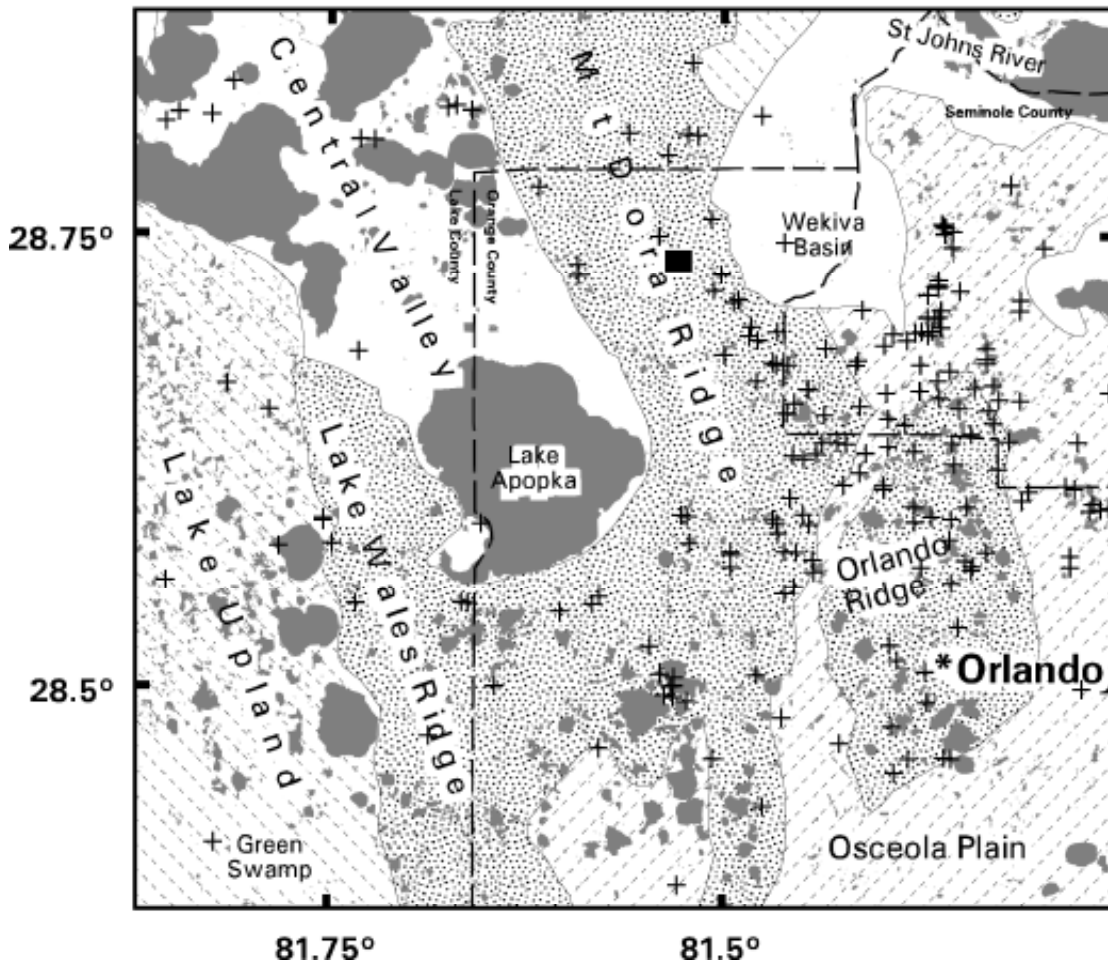 Central Valley
Mt Dora Ridge
St Johns River
Seminole County
Orange County
Lake County
Wekiva
Basin
28.75°
Lake
Apopka
Lake Upland
Lake Wales Ridge
Orlando
Ridge
*Orlando
28.5°
Green
Swamp
Osceola Plain
81.75°
81.5°